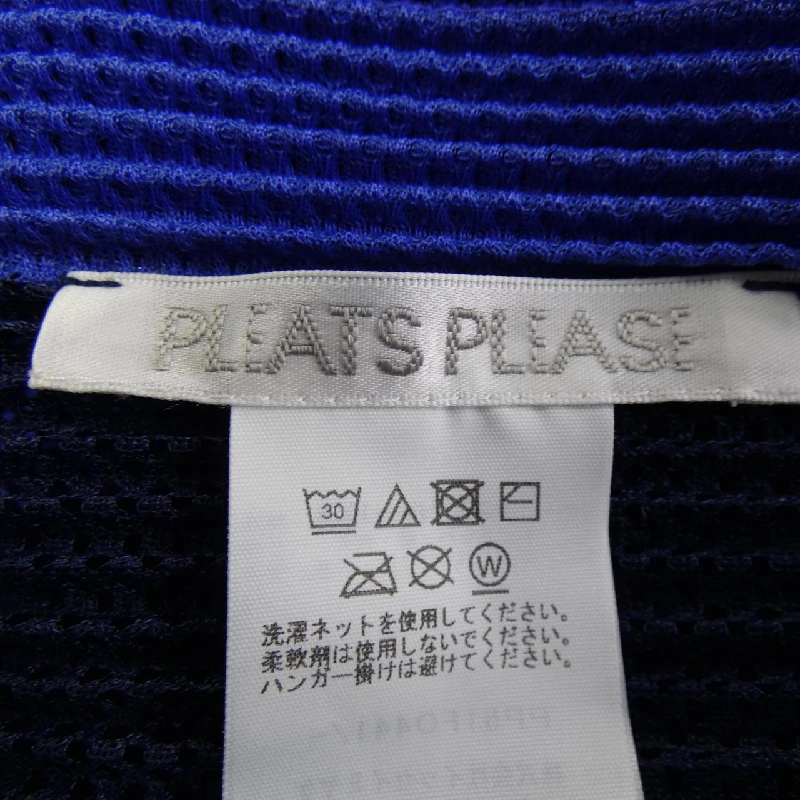 PLEATS PLEASE
30
W
洗濯ネットを使用してください。
柔軟剤は使用しないでください。
ハンガー掛けは避けてください。